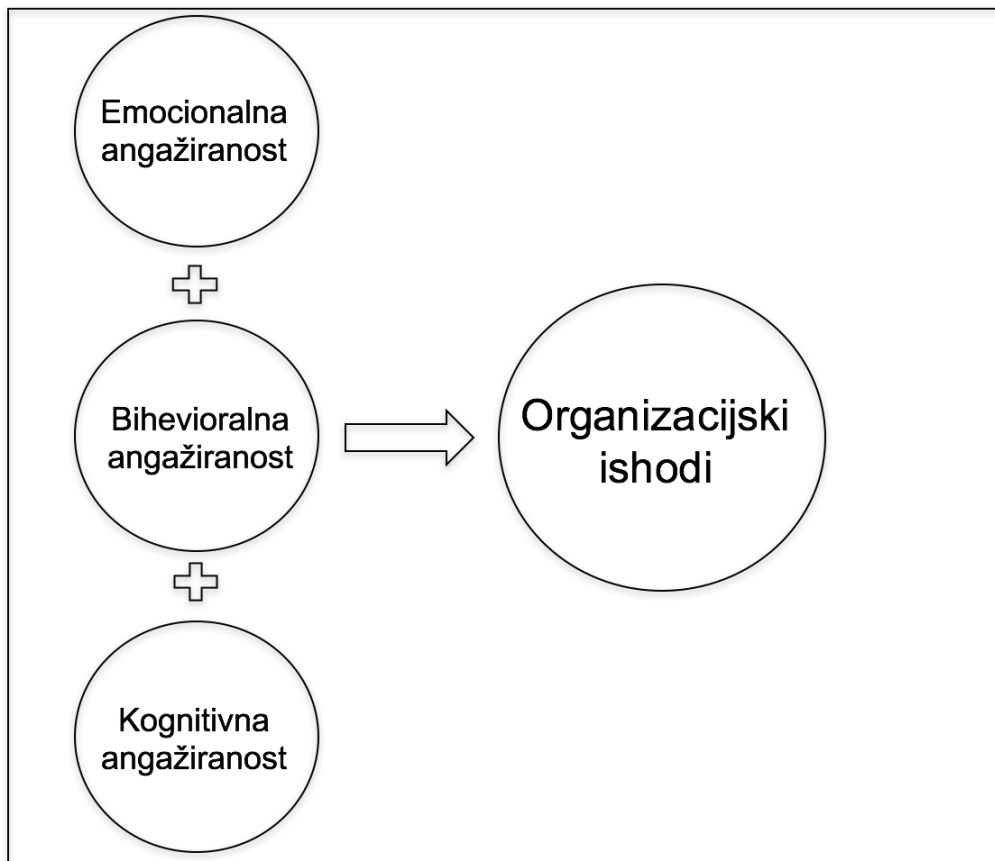 Emocionalna
angažiranost
Bihevioralna
angažiranost
Organizacijski
ishodi
Kognitivna
angažiranost